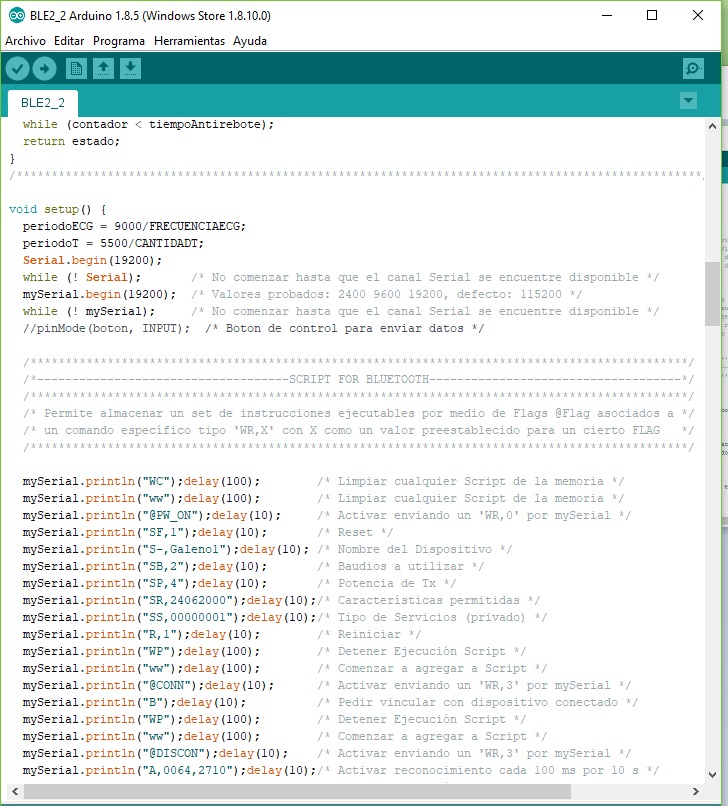 BLE2_2 Arduino 1.8.5 (Windows Store 1.8.10.0)
Archivo Editar Programa Herramientas Ayuda
BLE2_2
while (contador < tiempoAntirebote);
return estado;
}
/**************************************************************************************************/
void setup() {
periodoECG = 9000/FRECUENCIAECG;
periodoT = 5500/CANTIDADT;
Serial.begin(19200);
while (! Serial); /* No comenzar hasta que el canal Serial se encuentre disponible */
mySerial.begin(19200); /* Valores probados: 2400 9600 19200, defecto: 115200 */
while (! mySerial); /* No comenzar hasta que el canal Serial se encuentre disponible */
//pinMode(boton, INPUT); /* Boton de control para enviar datos */
/**********************************************************************************************/
/*------------------------------------SCRIPT FOR BLUETOOTH------------------------------------*/
/**********************************************************************************************/
/* Permite almacenar un set de instrucciones ejecutables por medio de Flags @Flag asociados a */
/* un comando específico tipo 'WR,X' con X como un valor preestablecido para un cierto FLAG */
/**********************************************************************************************/
mySerial.println("WC");delay(100); /* Limpiar cualquier Script de la memoria */
mySerial.println("ww");delay(100); /* Limpiar cualquier Script de la memoria */
mySerial.println("@PW_ON");delay(10); /* Activar enviando un 'WR,0' por mySerial */
mySerial.println("SF,1");delay(10); /* Reset */
mySerial.println("S-,Galeno1");delay(10); /* Nombre del Dispositivo */
mySerial.println("SB,2");delay(10); /* Baudios a utilizar */
mySerial.println("SP,4");delay(10); /* Potencia de Tx */
mySerial.println("SR,24062000");delay(10);/* Características permitidas */
mySerial.println("SS,00000001");delay(10);/* Tipo de Servicios (privado) */
mySerial.println("R,1");delay(10); /* Reiniciar */
mySerial.println("WP");delay(100); /* Detener Ejecución Script */
mySerial.println("ww");delay(100); /* Comenzar a agregar a Script */
mySerial.println("@CONN");delay(10); /* Activar enviando un 'WR,3' por mySerial */
mySerial.println("B");delay(10); /* Pedir vincular con dispositivo conectado */
mySerial.println("WP");delay(100); /* Detener Ejecución Script */
mySerial.println("ww");delay(100); /* Comenzar a agregar a Script */
mySerial.println("@DISCON");delay(10); /* Activar enviando un 'WR,3' por mySerial */
mySerial.println("A,0064,2710");delay(10);/* Activar reconocimiento cada 100 ms por 10 s */